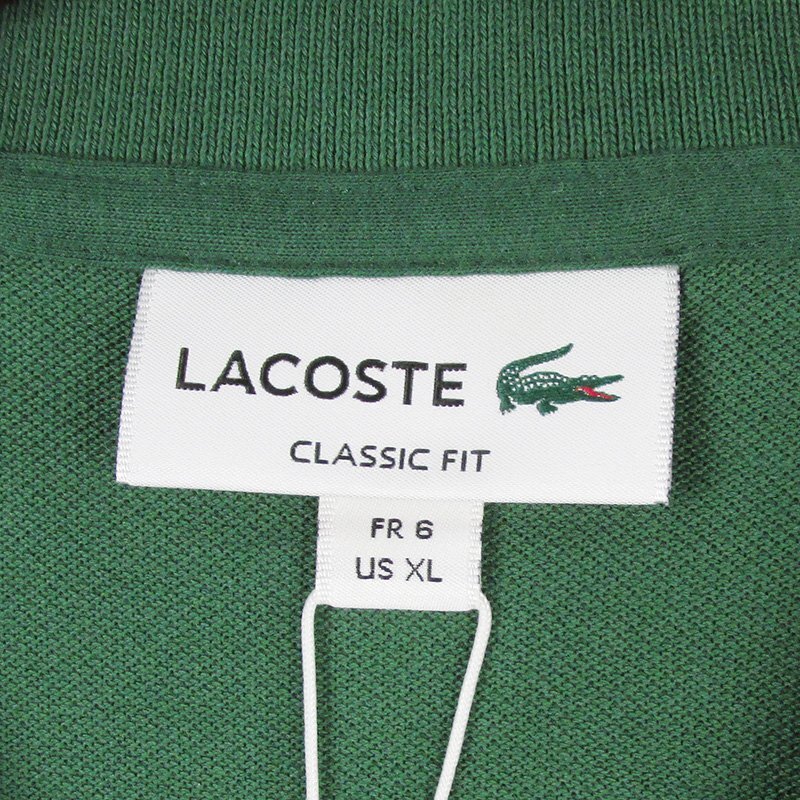 LACOSTE
CLASSIC FIT
FR 6
US XL